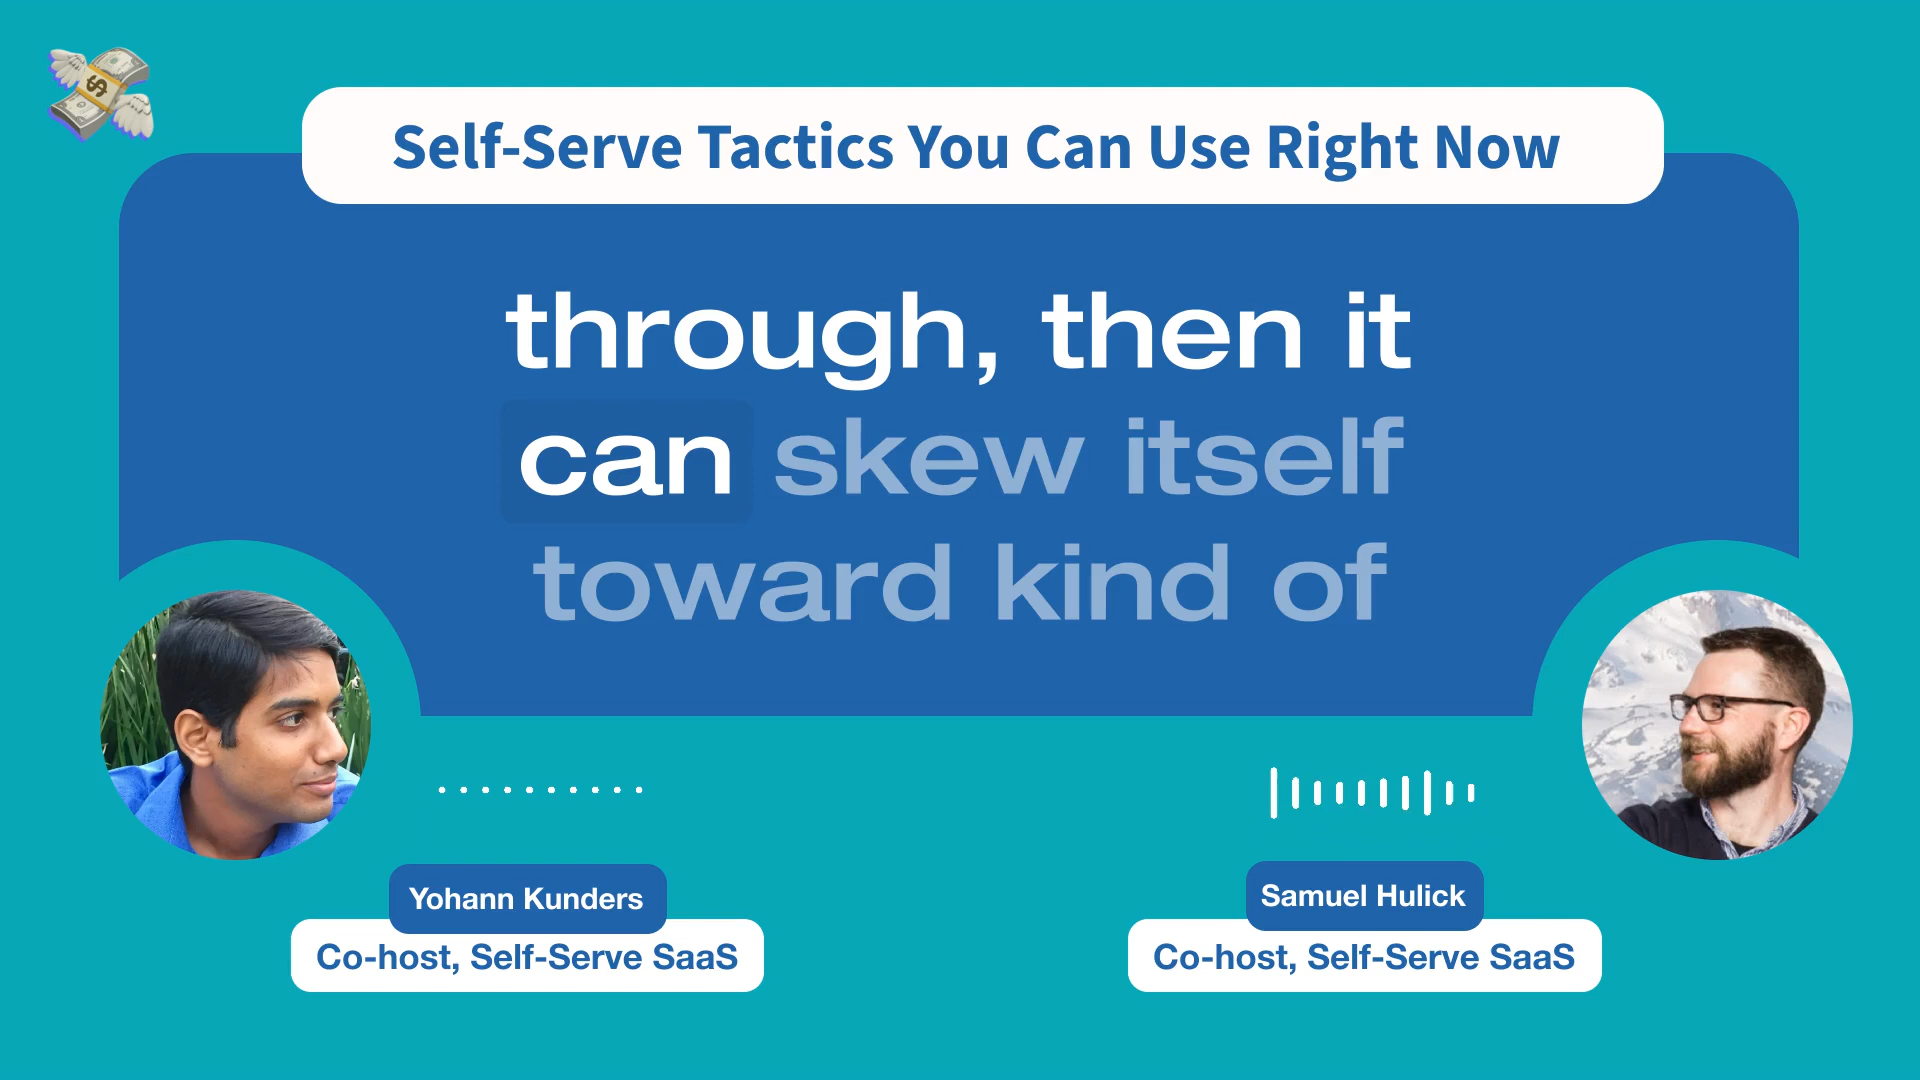 Self-Serve Tactics You Can Use Right Now
through, then it
can skew itself
toward kind of
Yohann Kunders
Co-host, Self-Serve SaaS
Samuel Hulick
Co-host, Self-Serve SaaS